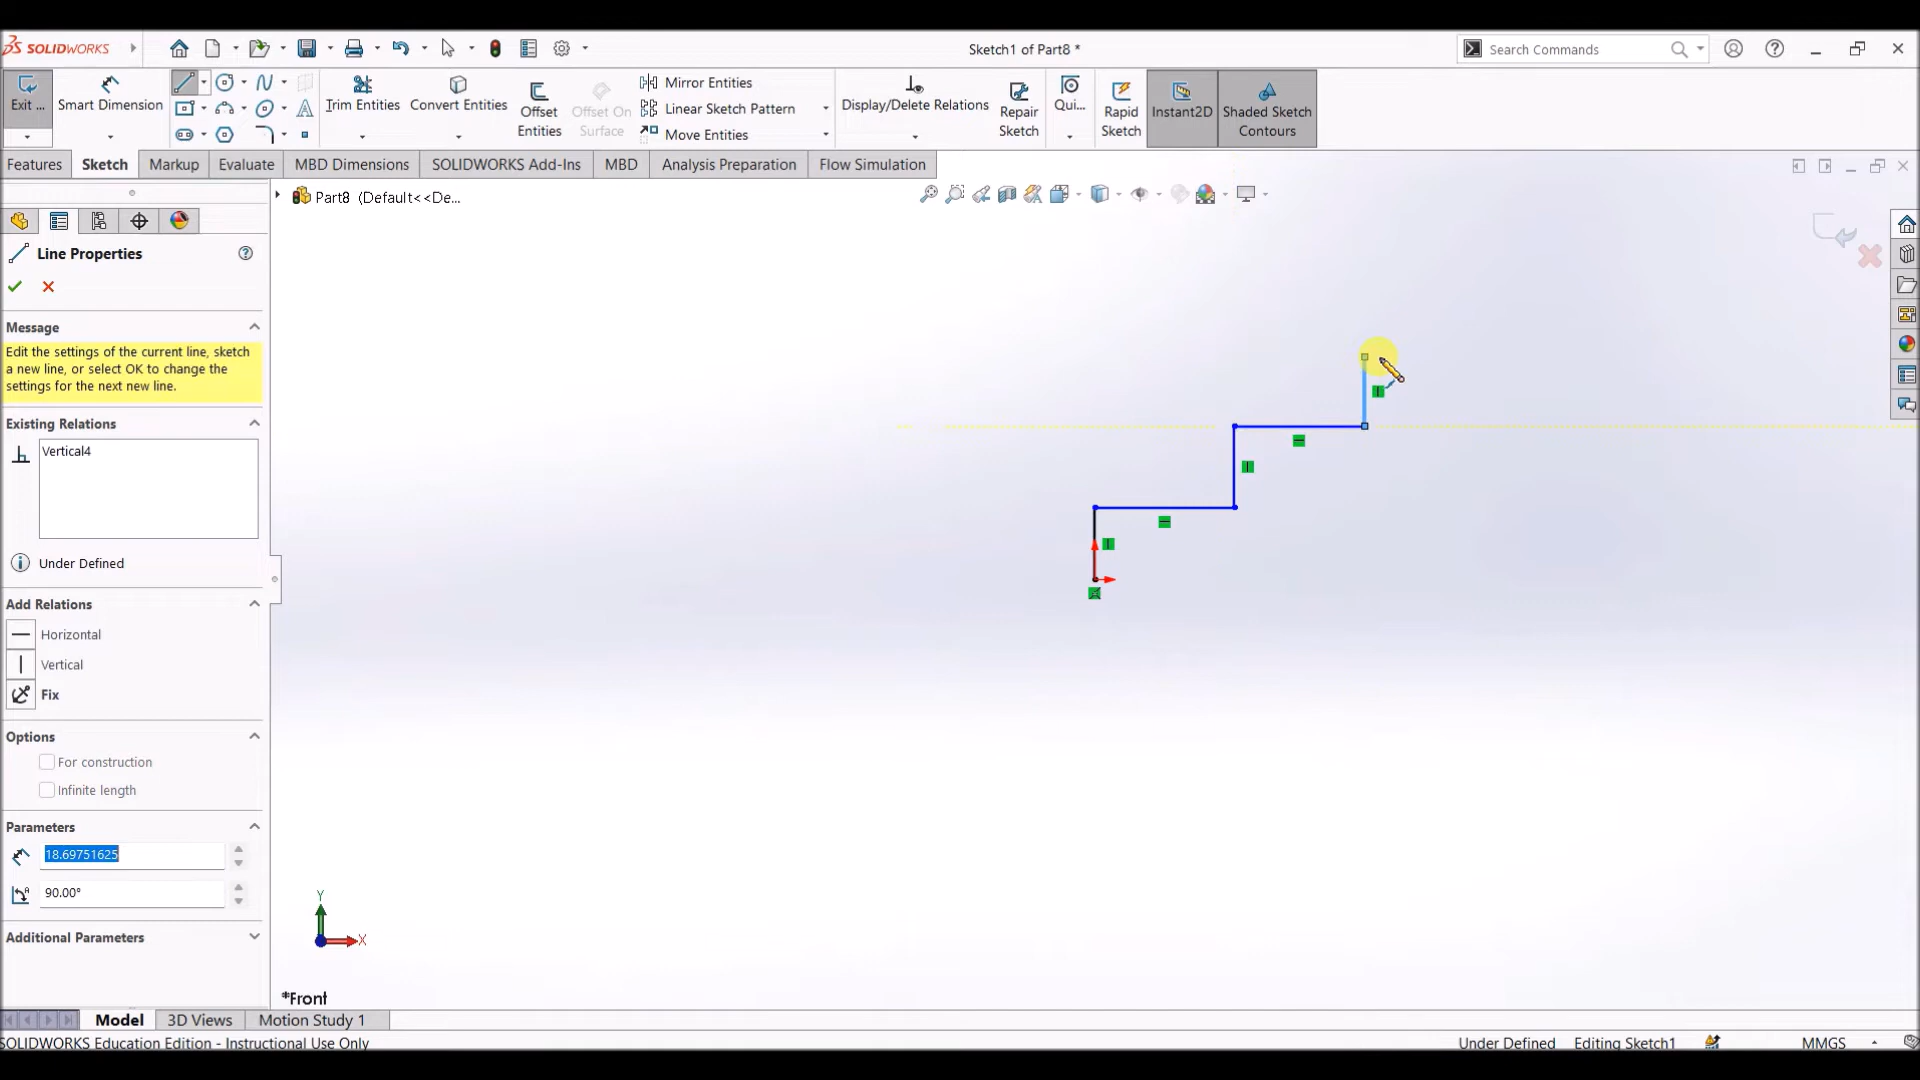 SOLIDWORKS
Sketch1 of Part8 *
Search Commands
Exit ...
Smart Dimension
Trim Entities
Convert Entities
Offset Entities
Offset On Surface
Mirror Entities
Linear Sketch Pattern
Move Entities
Display/Delete Relations
Repair Sketch
Qui...
Rapid Sketch
Instant2D
Shaded Sketch Contours
Features
Sketch
Markup
Evaluate
MBD Dimensions
SOLIDWORKS Add-Ins
MBD
Analysis Preparation
Flow Simulation
Part8 (Default<<De...
Line Properties
Message
Edit the settings of the current line, sketch
a new line, or select OK to change the
settings for the next new line.
Existing Relations
Vertical4
Under Defined
Add Relations
Horizontal
Vertical
Fix
Options
For construction
Infinite length
Parameters
18.69751625
90.00°
Additional Parameters
Y
X
*Front
Model
3D Views
Motion Study 1
SOLIDWORKS Education Edition - Instructional Use Only
Under Defined
Editing Sketch1
MMGS